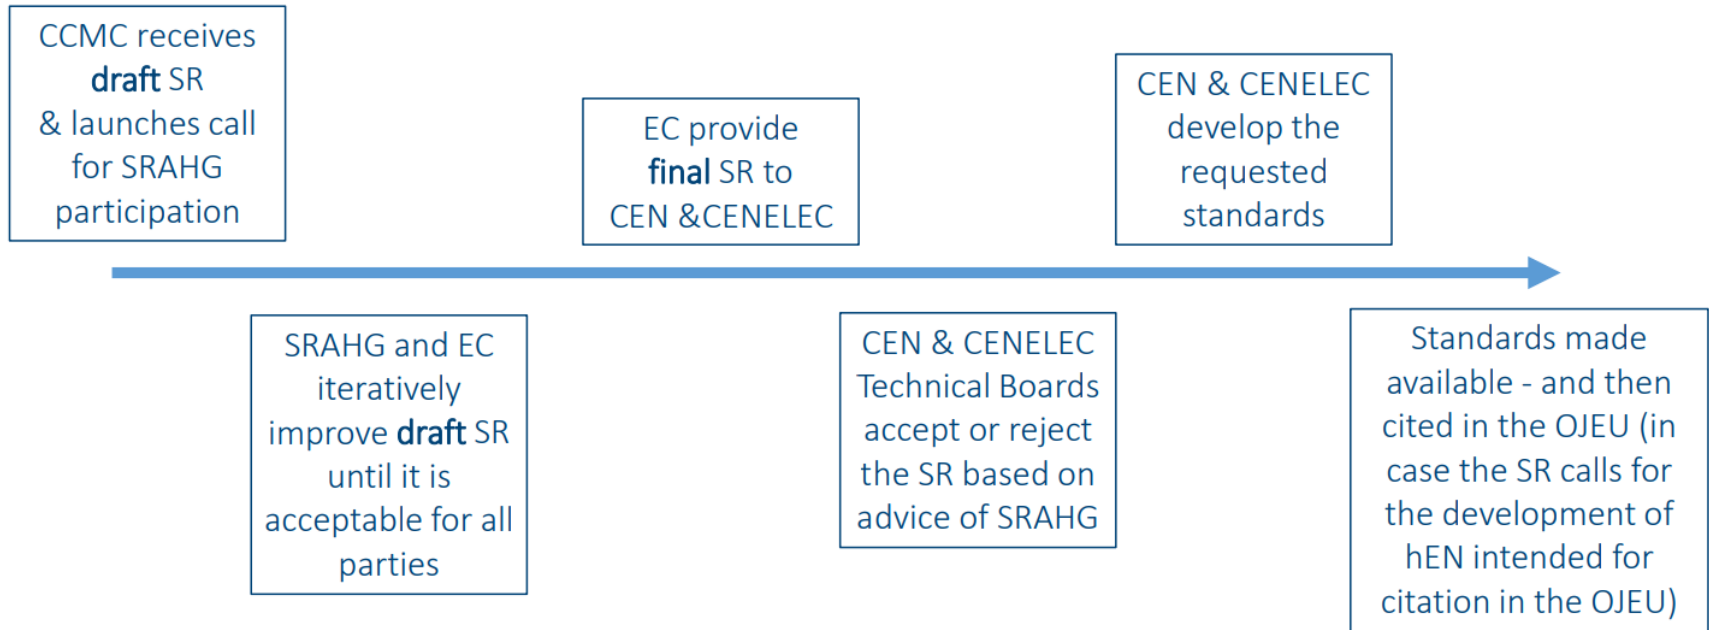 CCMC receives
draft SR
& launches call
for SRAHG
participation
SRAHG and EC
iteratively
improve draft SR
until it is
acceptable for all
parties
EC provide
final SR to
CEN &CENELEC
CEN & CENELEC
Technical Boards
accept or reject
the SR based on
advice of SRAHG
CEN & CENELEC
develop the
requested
standards
Standards made
available - and then
cited in the OJEU (in
case the SR calls for
the development of
hEN intended for
citation in the OJEU)